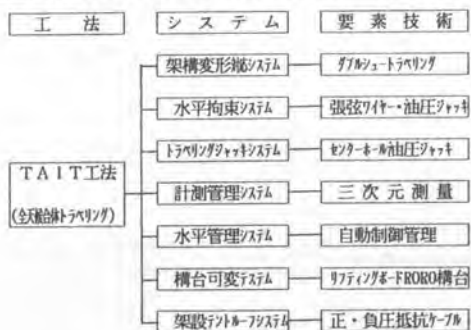 工法 システム 要素技術
架構変形縦システム ダブルシュートラベリング
水平拘束システム 張弦ワイヤー・油圧ジャッキ
トラベリングジャッキシステム センターホール油圧ジャッキ
TAIT工法
(全天候合体トラベリング)
計測管理システム 三次元測量
水平管理システム 自動制御管理
構台可変テステム リフティングボードRORO構台
架設テントルーフシステム 正・負圧抵抗ケーブル